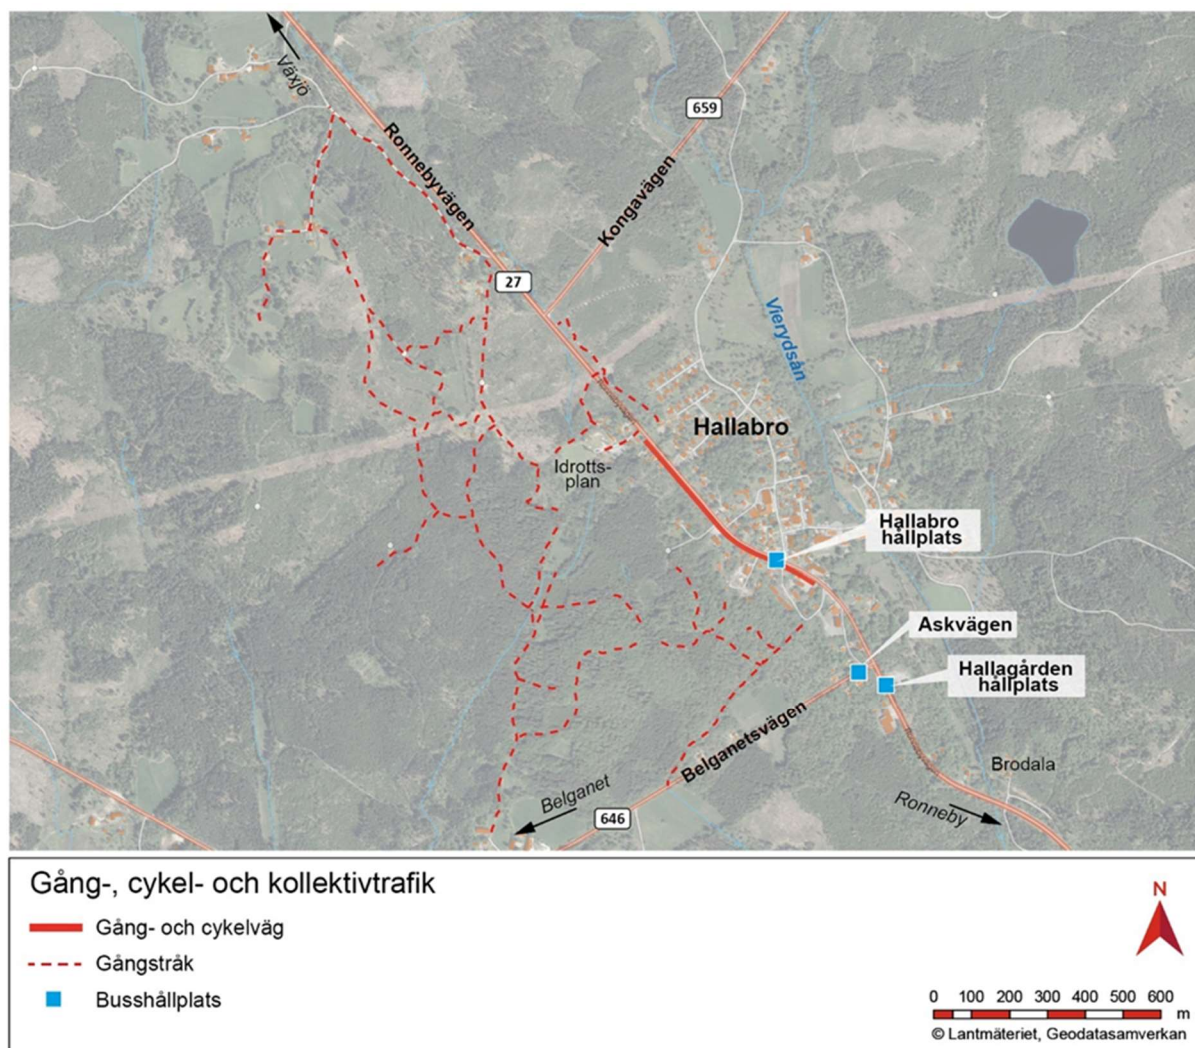 Växjö
659
Ronnebyvägen
Kongavägen
27
Vierydsån
Hallabro
Idrotts-
plan
Hallabro
hållplats
Askvägen
Hallagården
hållplats
Belganetsvägen
Brodala
Belganet
Ronneby
646
Gång-, cykel- och kollektivtrafik
Gång- och cykelväg
Gångstråk
Busshållplats
N
0 100 200 300 400 500 600
m
© Lantmäteriet, Geodatasamverkan